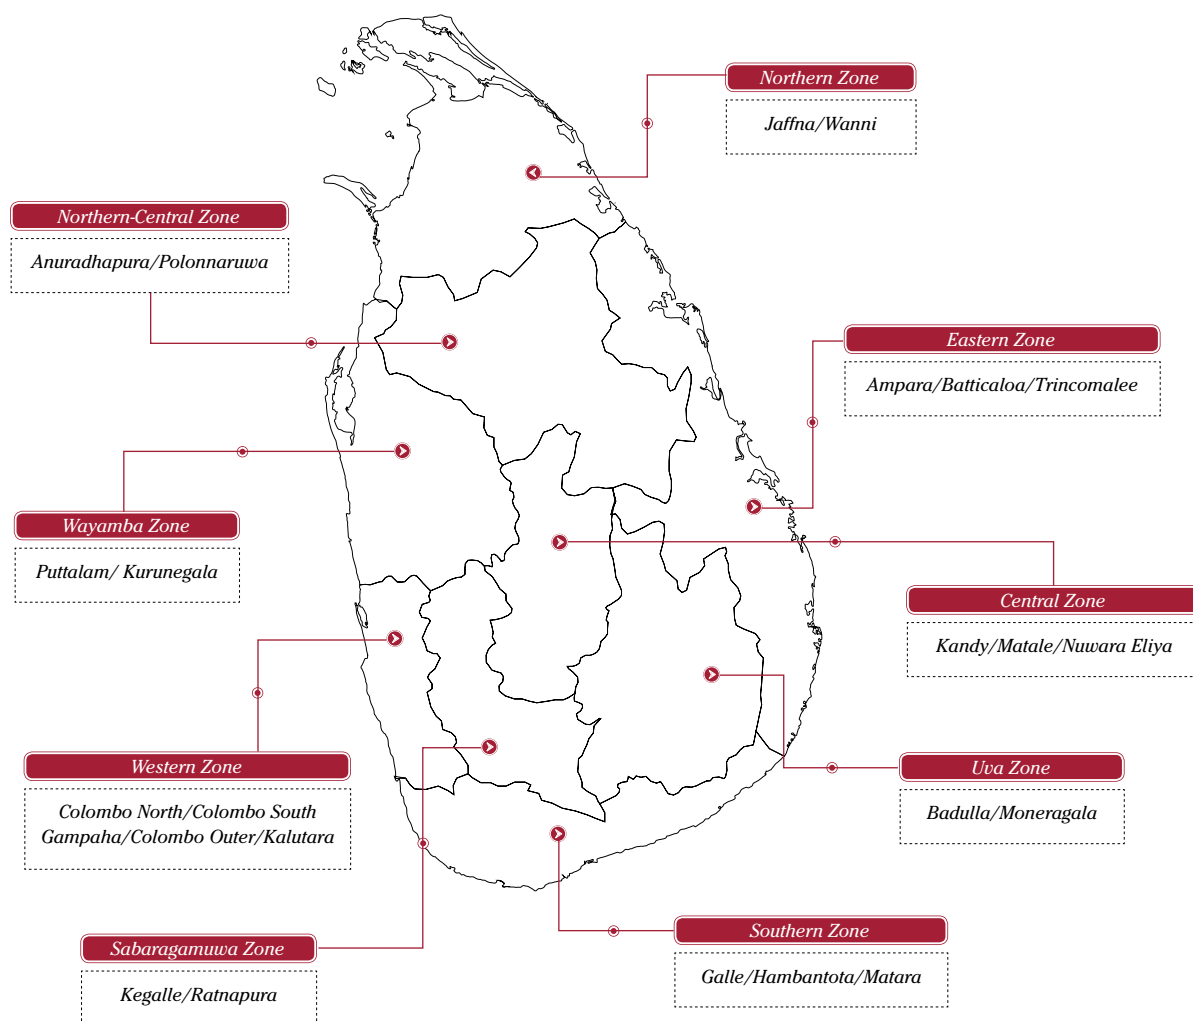 Northern Zone
Jaffna/Wanni
Northern-Central Zone
Anuradhapura/Polonnaruwa
Eastern Zone
Ampara/Batticaloa/Trincomalee
Wayamba Zone
Puttalam/ Kurunegala
Central Zone
Kandy/Matale/Nuwara Eliya
Western Zone
Colombo North/Colombo South
Gampaha/Colombo Outer/Kalutara
Uva Zone
Badulla/Moneragala
Sabaragamuwa Zone
Kegalle/Ratnapura
Southern Zone
Galle/Hambantota/Matara